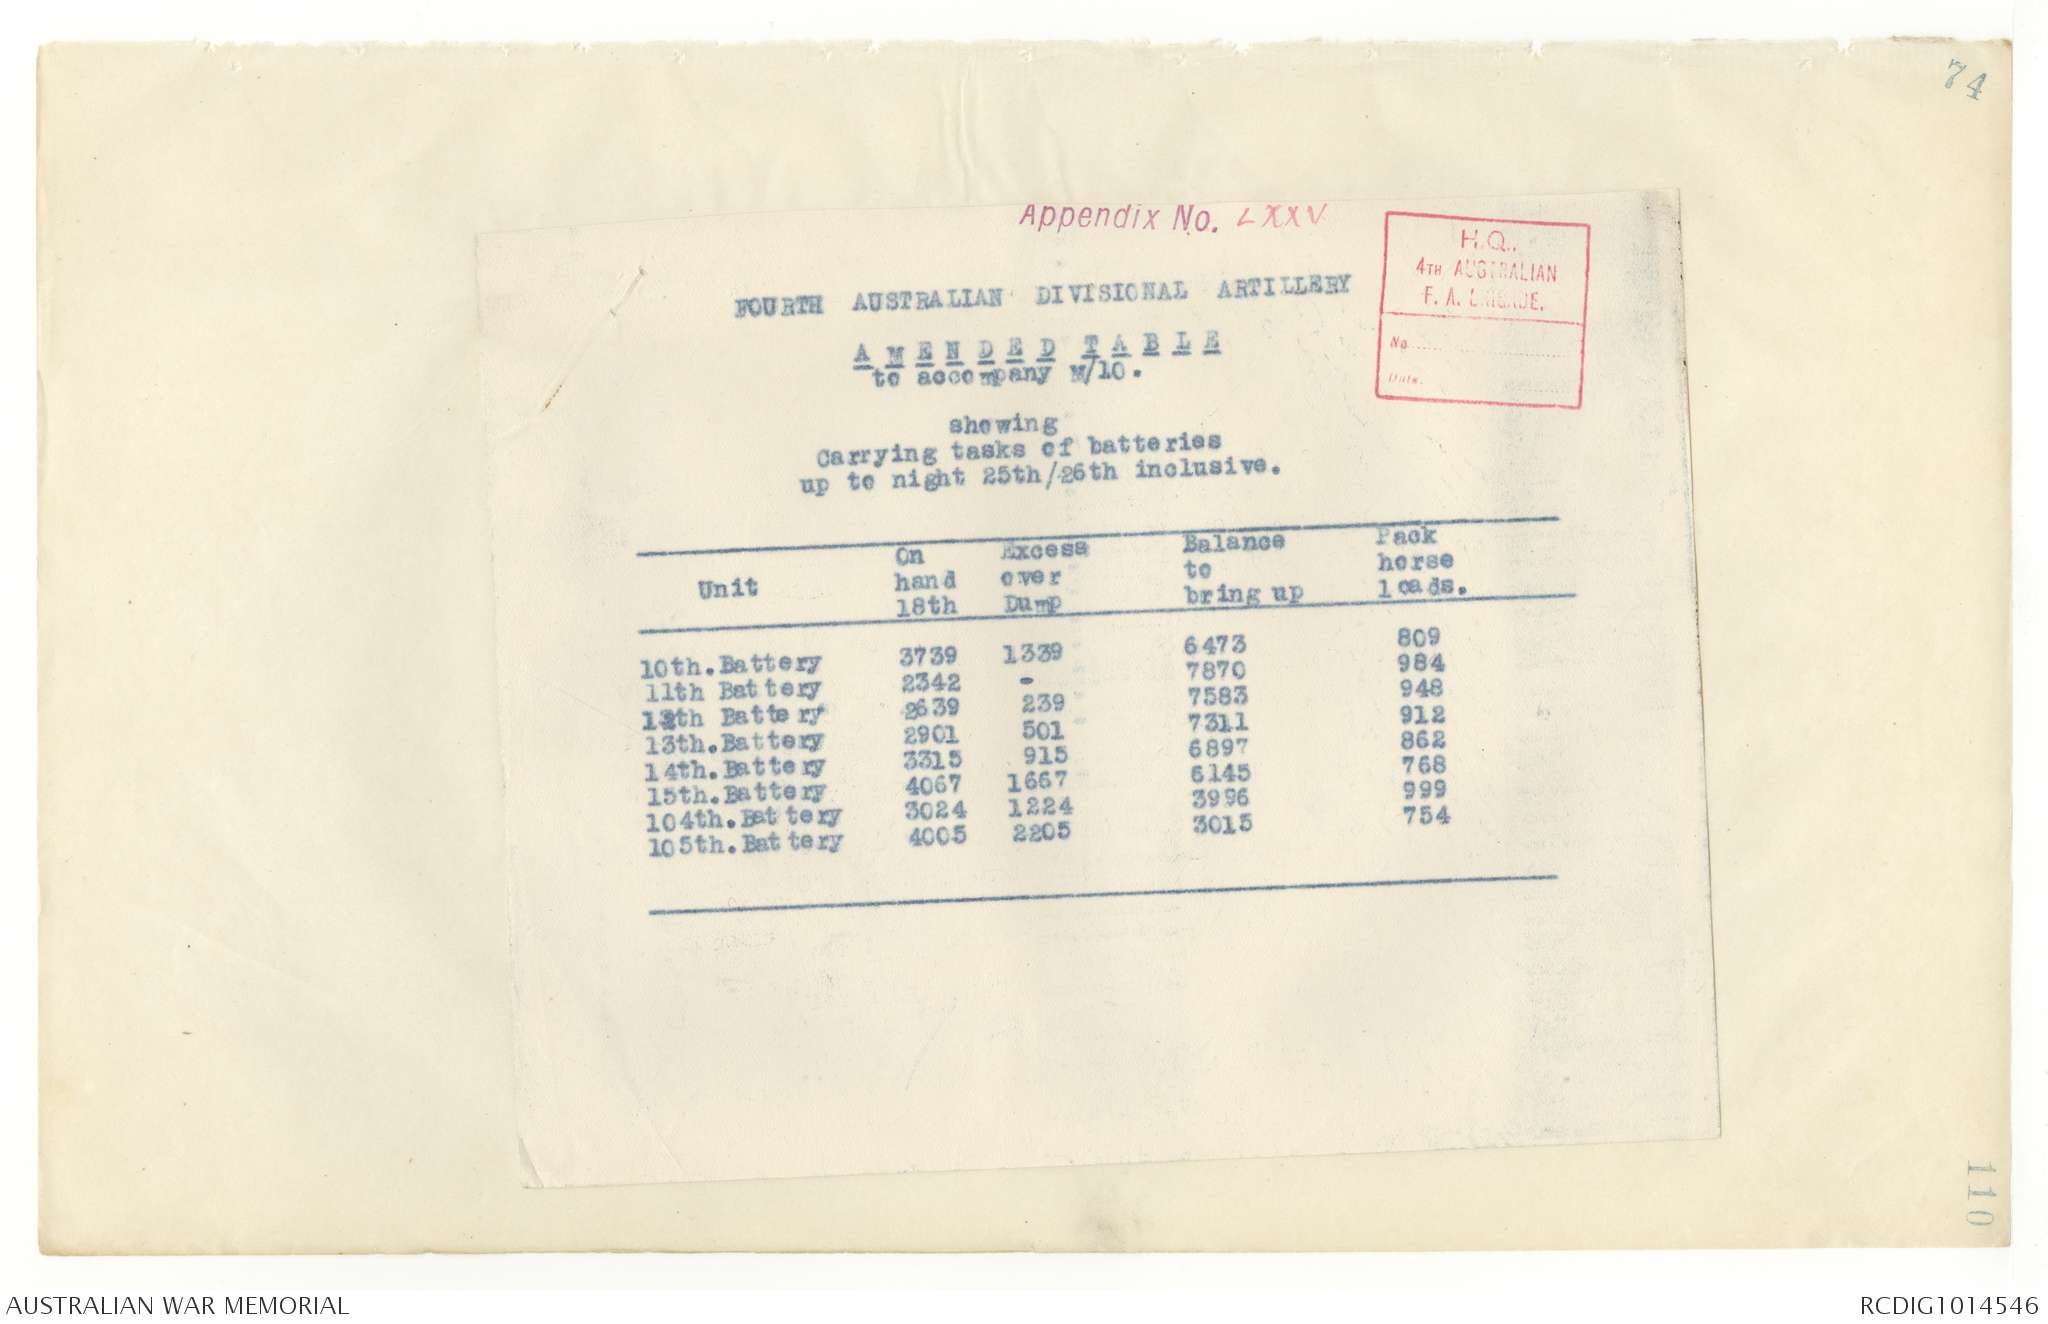 74
Appendix No. LXXV
H.Q.,
4TH AUSTRALIAN
F. A. BRIGADE.
No
Date.
FOURTH AUSTRALIAN DIVISIONAL ARTILLERY
AMENDED TABLE
to accompany M/10.
showing
Carrying tasks of batteries
up to night 25th/26th inclusive.
Unit On hand 18th Excess over Dump Balance to bring up Pack horse loads.
10th.Battery 3739 1339 6473 809
11th Battery 2342 - 7870 984
12th Battery 2639 239 7583 948
13th.Battery 2901 501 7311 912
14th.Battery 3315 915 6897 862
15th.Battery 4067 1667 6145 768
104th.Battery 3024 1224 3996 999
105th.Battery 4005 2205 3015 754
110
AUSTRALIAN WAR MEMORIAL
RCDIG1014546